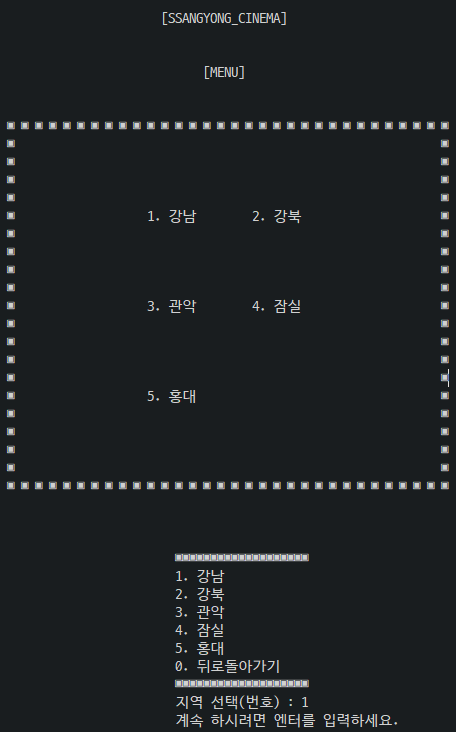 [SSANGYONG_CINEMA]
[MENU]
1. 강남 2. 강북
3. 관악 4. 잠실
5. 홍대
1. 강남
2. 강북
3. 관악
4. 잠실
5. 홍대
0. 뒤로돌아가기
지역 선택(번호) : 1
계속 하시려면 엔터를 입력하세요.